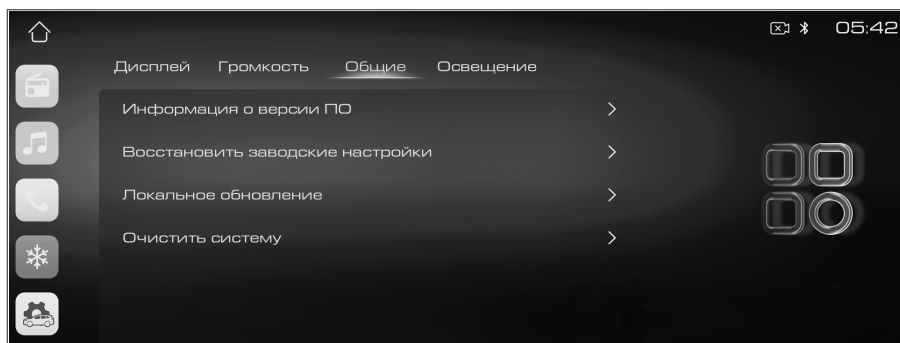 05:42
Дисплей Громкость Общие Освещение
Информация о версии ПО
Восстановить заводские настройки
Локальное обновление
Очистить систему